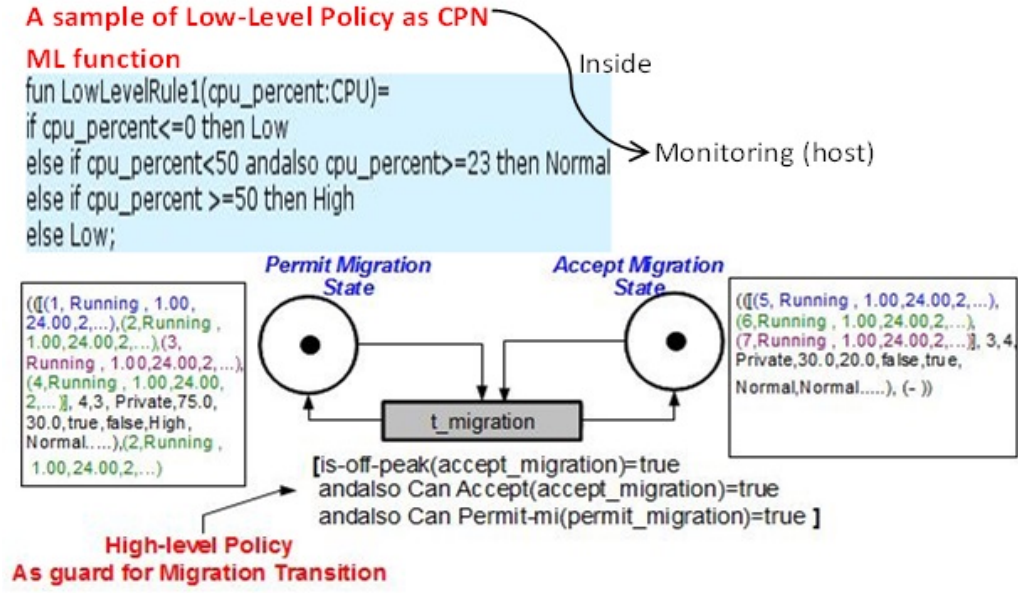 A sample of Low-Level Policy as CPN
ML function
Inside
fun LowLevelRule1(cpu_percent:CPU)=
if cpu_percent<=0 then Low
else if cpu_percent<50 andalso cpu_percent>=23 then Normal
else if cpu_percent >=50 then High
else Low;
Monitoring (host)
Permit Migration
State
Accept Migration
State
(([(1, Running , 1.00,
24.00,2,...),(2,Running ,
1.00,24.00,2,...),(3,
Running , 1.00,24.00,2,...),
(4,Running , 1.00,24.00,
2,...)], 4,3, Private,75.0,
30.0,true,false,High,
Normal.....),(2,Running ,
1.00,24.00,2,...)
(([(5, Running , 1.00,24.00,2,...),
(6,Running , 1.00,24.00,2,...),
(7,Running , 1.00,24.00,2,...)], 3,4,
Private,30.0,20.0,false,true,
Normal,Normal.....), (- ))
t_migration
[is-off-peak(accept_migration)=true
andalso Can Accept(accept_migration)=true
andalso Can Permit-mi(permit_migration)=true ]
High-level Policy
As guard for Migration Transition